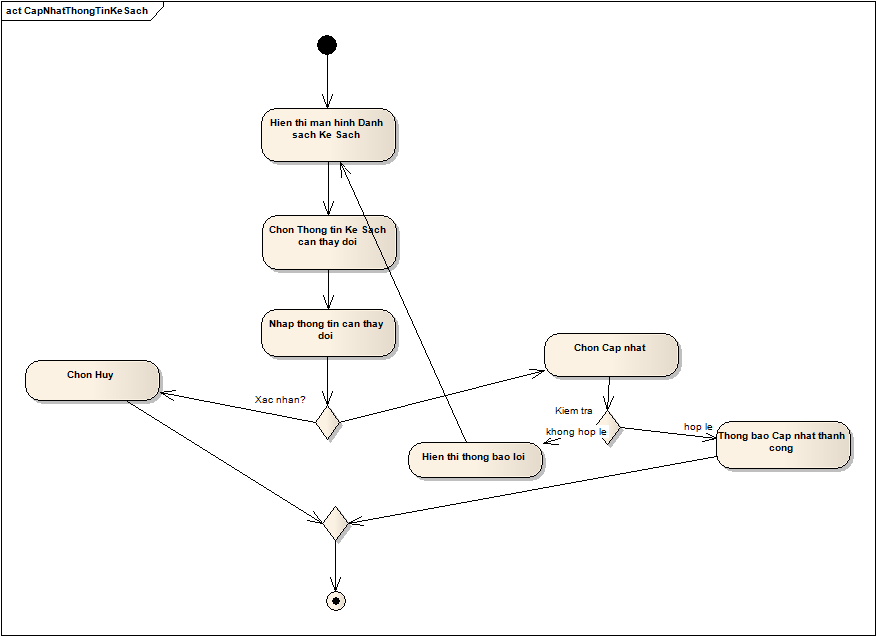 act CapNhatThongTinKeSach
Hien thi man hinh Danh
sach Ke Sach
Chon Thong tin Ke Sach
can thay doi
Nhap thong tin can thay
doi
Chon Cap nhat
Chon Huy
Xac nhan?
Kiem tra
khong hop le
hop le
Thong bao Cap nhat thanh
cong
Hien thi thong bao loi